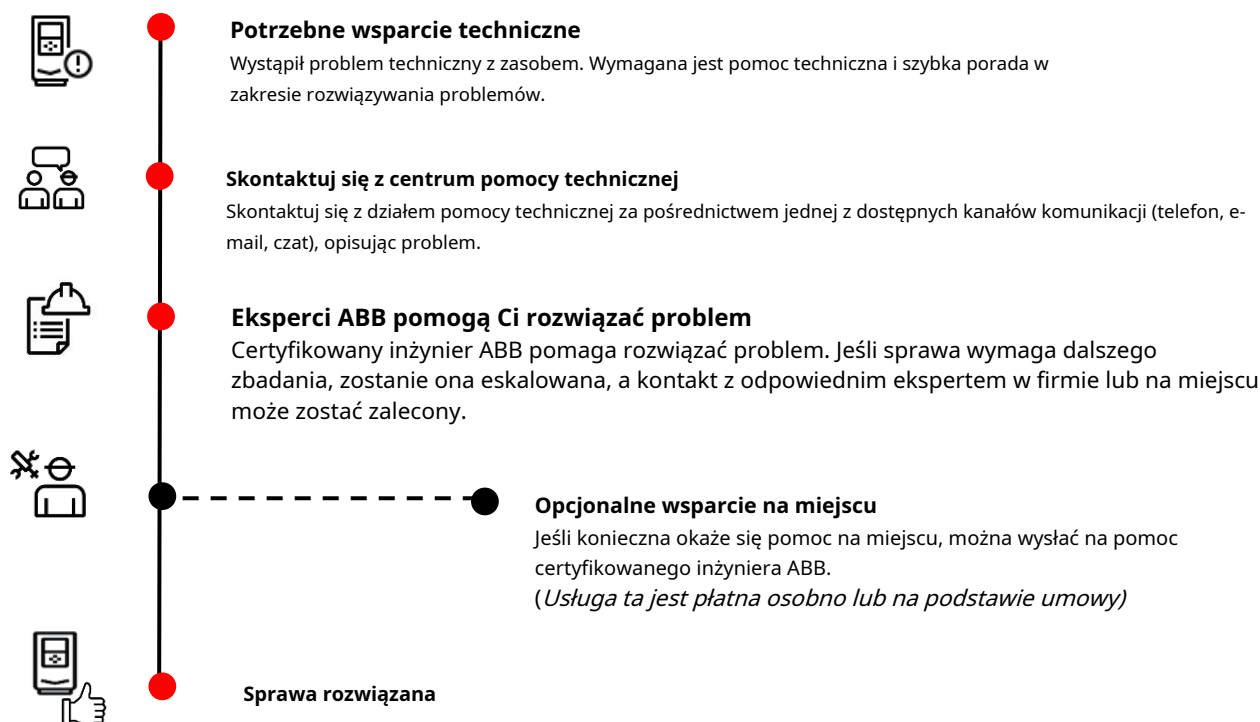 Potrzebne wsparcie techniczne
Wystąpił problem techniczny z zasobem. Wymagana jest pomoc techniczna i szybka porada w
zakresie rozwiązywania problemów.
Skontaktuj się z centrum pomocy technicznej
Skontaktuj się z działem pomocy technicznej za pośrednictwem jednej z dostępnych kanałów komunikacji (telefon, e-
mail, czat), opisując problem.
Eksperci ABB pomogą Ci rozwiązać problem
Certyfikowany inżynier ABB pomaga rozwiązać problem. Jeśli sprawa wymaga dalszego
zbadania, zostanie ona eskalowana, a kontakt z odpowiednim ekspertem w firmie lub na miejscu
może zostać zalecony.
Opcjonalne wsparcie na miejscu
Jeśli konieczna okaże się pomoc na miejscu, można wysłać na pomoc
certyfikowanego inżyniera ABB.
(Usługa ta jest płatna osobno lub na podstawie umowy)
Sprawa rozwiązana